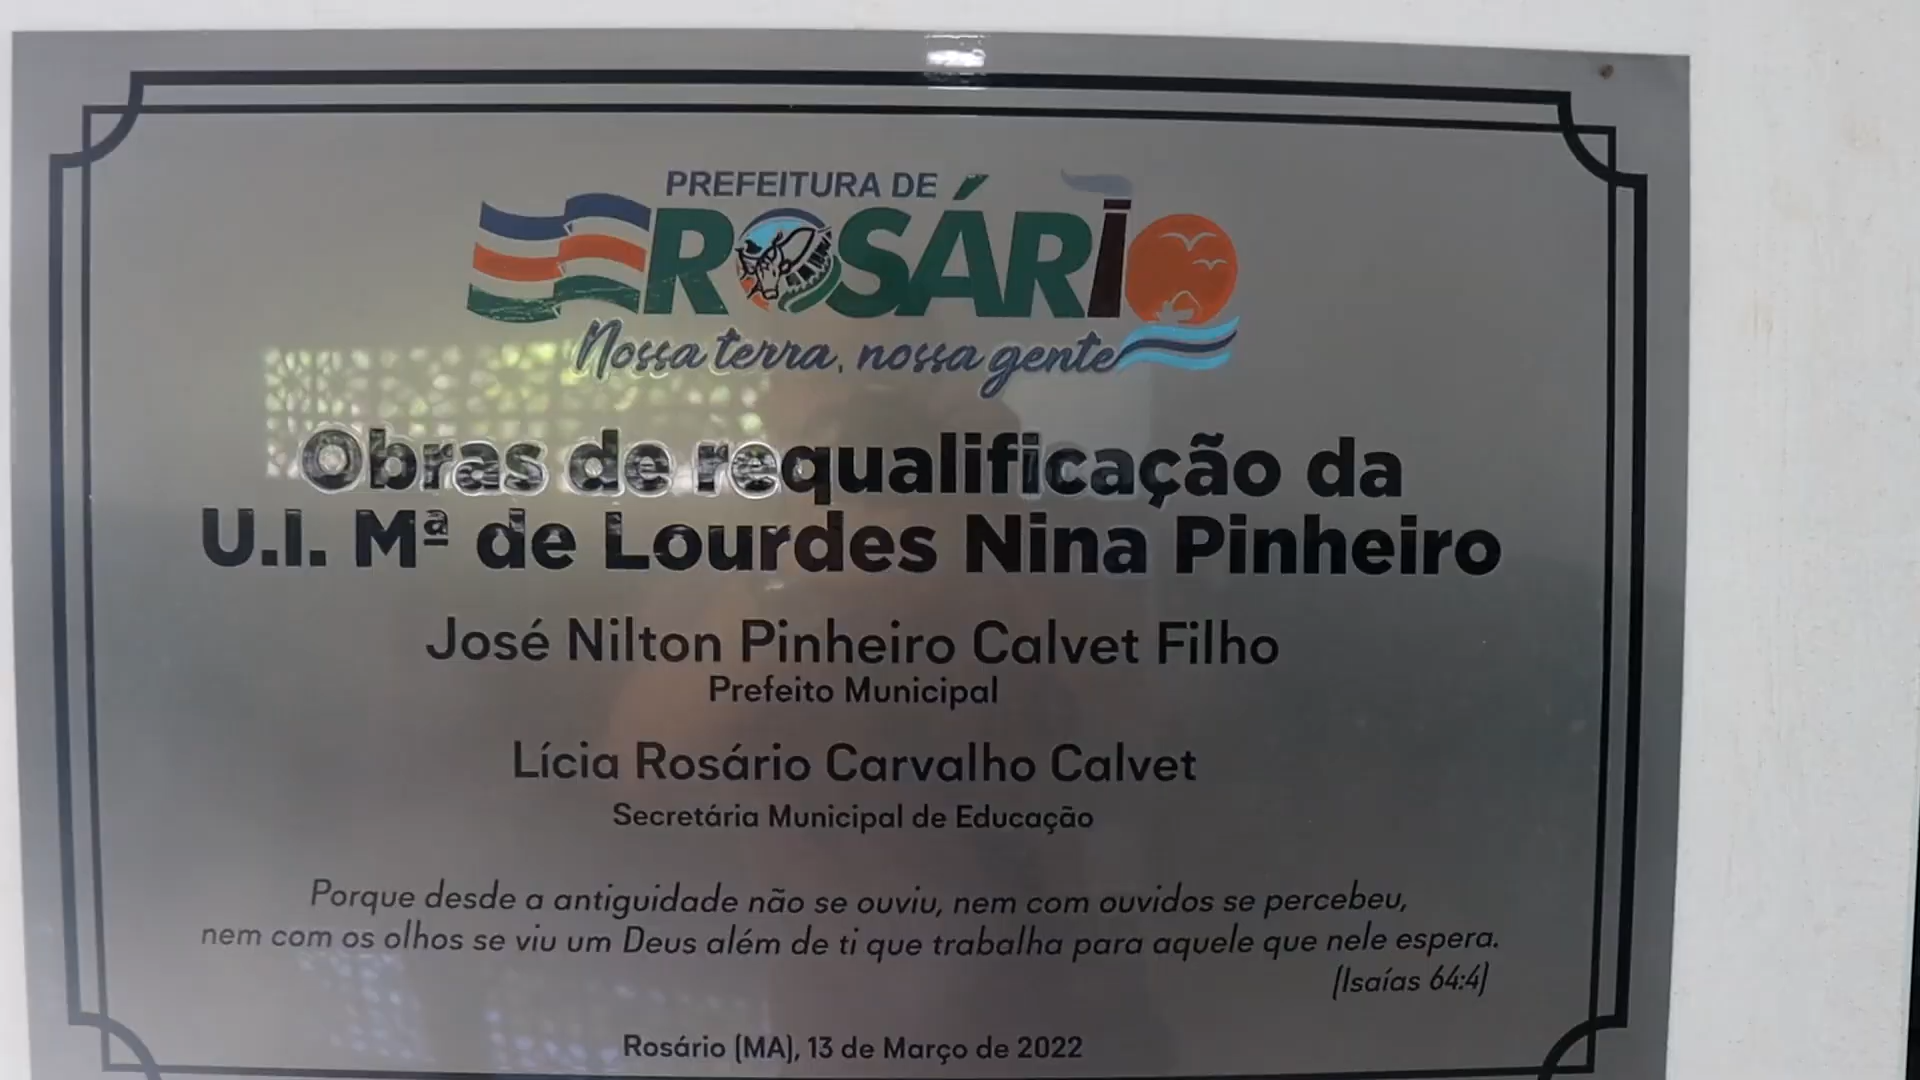 PREFEITURA DE
ROSÁRIO
Nossa terra, nossa gente
Obras de requalificação da
U.I. Mª de Lourdes Nina Pinheiro
José Nilton Pinheiro Calvet Filho
Prefeito Municipal
Lícia Rosário Carvalho Calvet
Secretária Municipal de Educação
Porque desde a antiguidade não se ouviu, nem com ouvidos se percebeu,
nem com os olhos se viu um Deus além de ti que trabalha para aquele que nele espera.
(Isaías 64:4)
Rosário (MA), 13 de Março de 2022